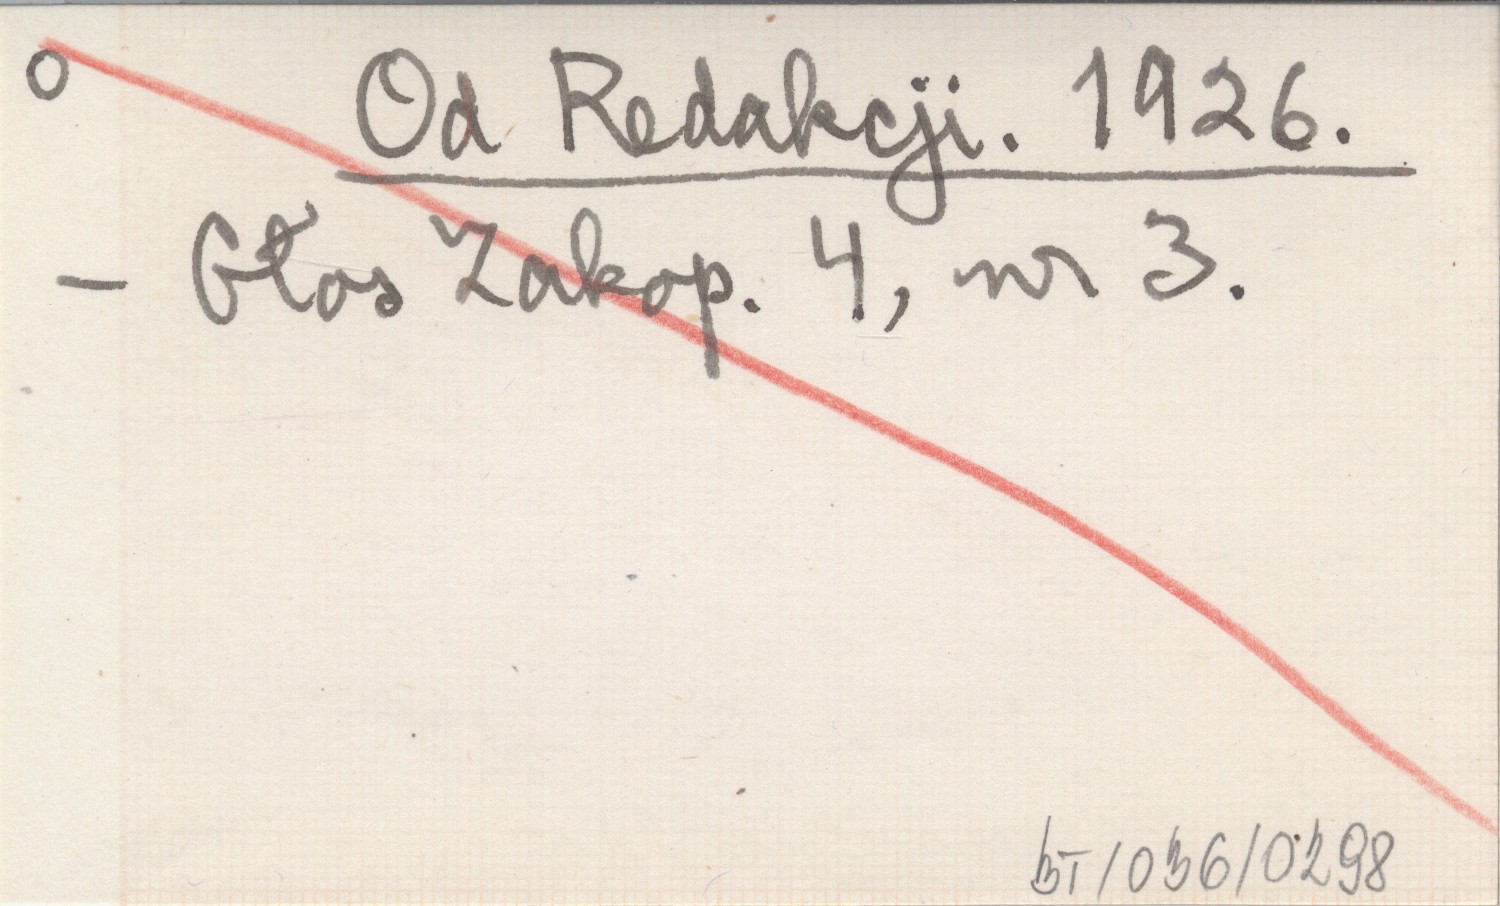 o Od Redakcji. 1926.
– Głos Zakop. 4, nr 3.
BT/036/0298